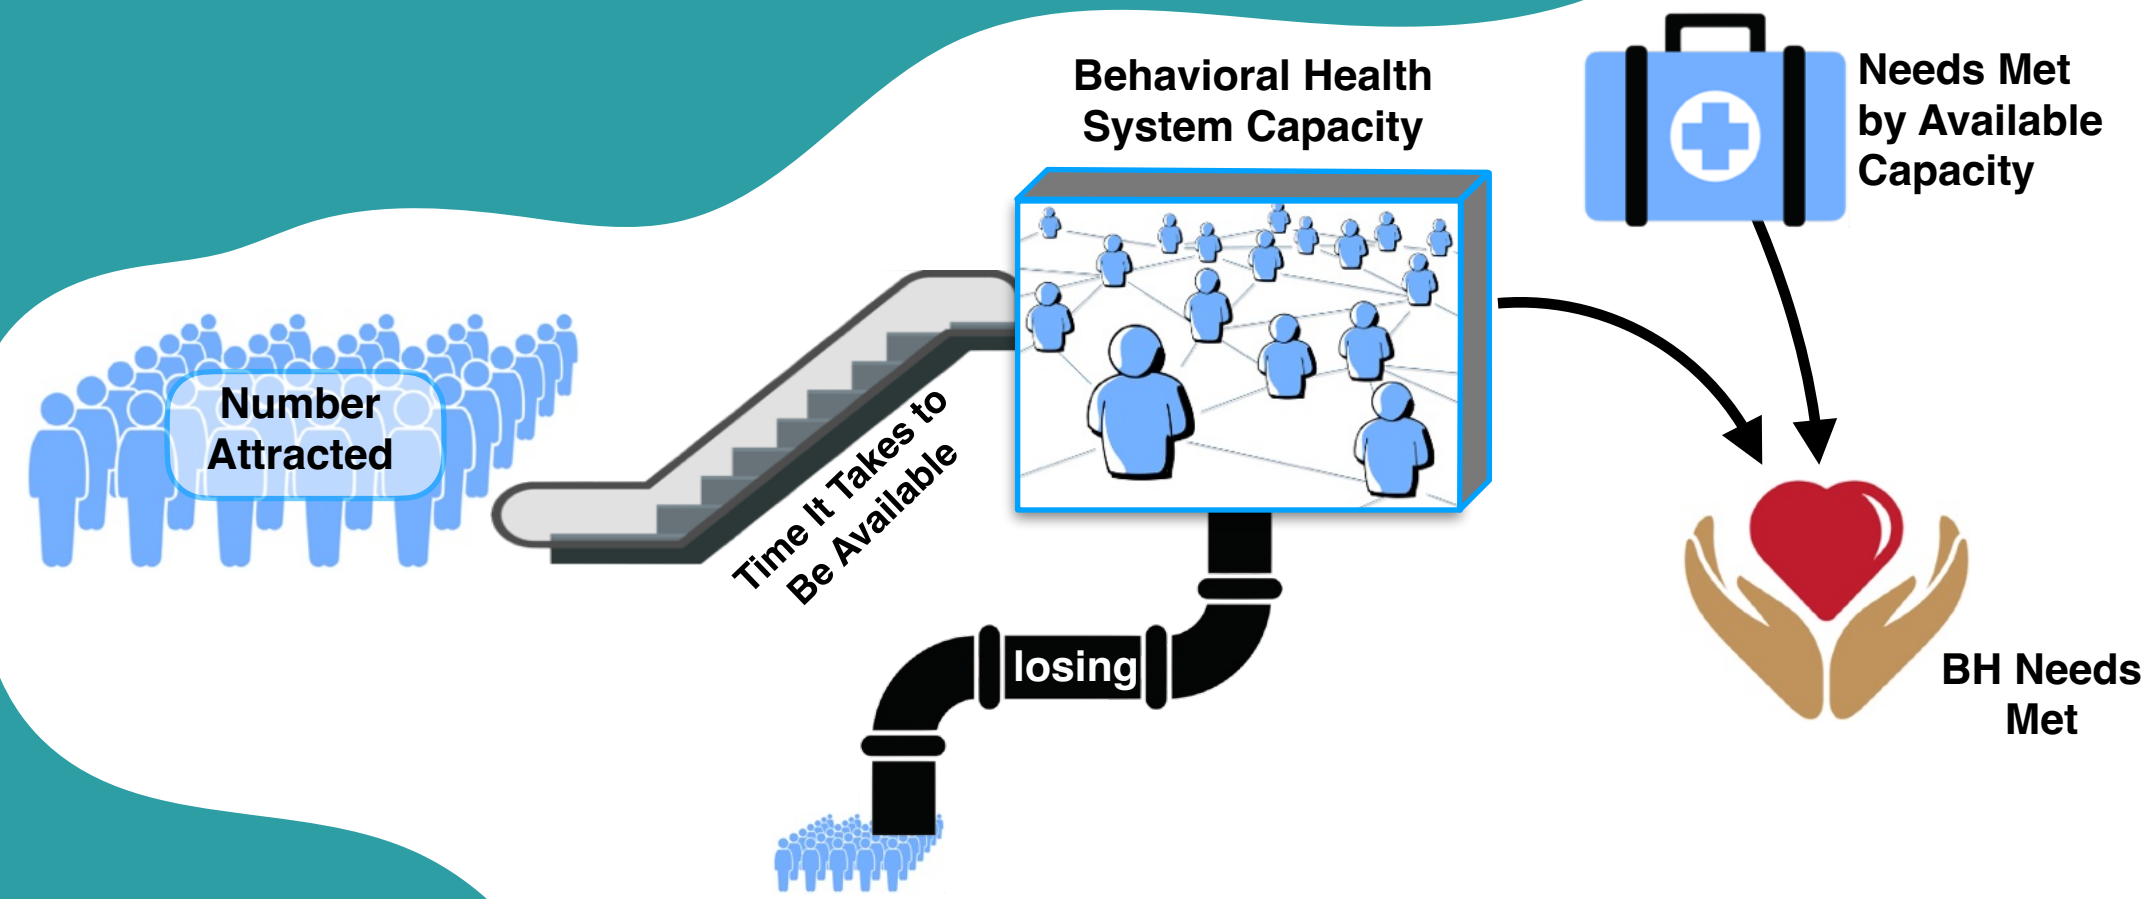 Behavioral Health
System Capacity
Needs Met
by Available
Capacity
Number
Attracted
Time It Takes to
Be Available
losing
BH Needs
Met